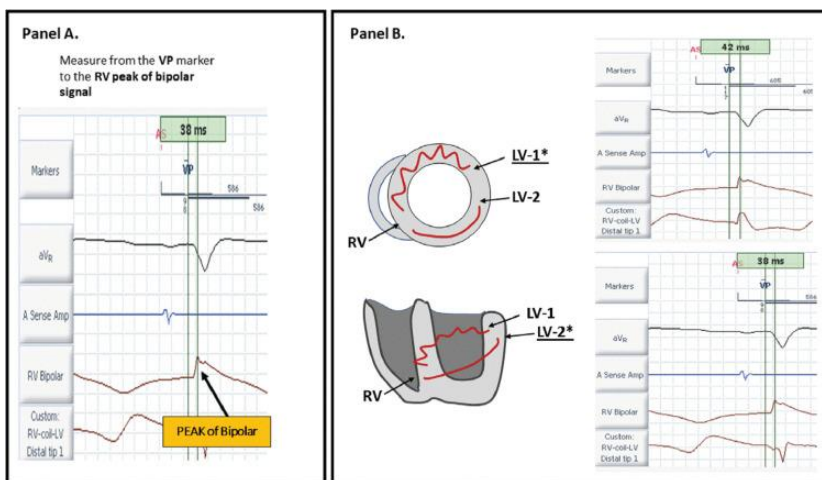 Panel A.
Measure from the VP marker
to the RV peak of bipolar
signal
38 ms
AS
VP
Markers
586
586
aVR
A Sense Amp
RV Bipolar
Custom:
RV-coil-LV
Distal tip 1
PEAK of Bipolar
Panel B.
LV-1*
LV-2
RV
LV-1
LV-2*
RV
42 ms
AS
VP
Markers
aVR
A Sense Amp
RV Bipolar
Custom:
RV-coil-LV
Distal tip 1
38 ms
AS
VP
Markers
aVR
A Sense Amp
RV Bipolar
Custom:
RV-coil-LV
Distal tip 1